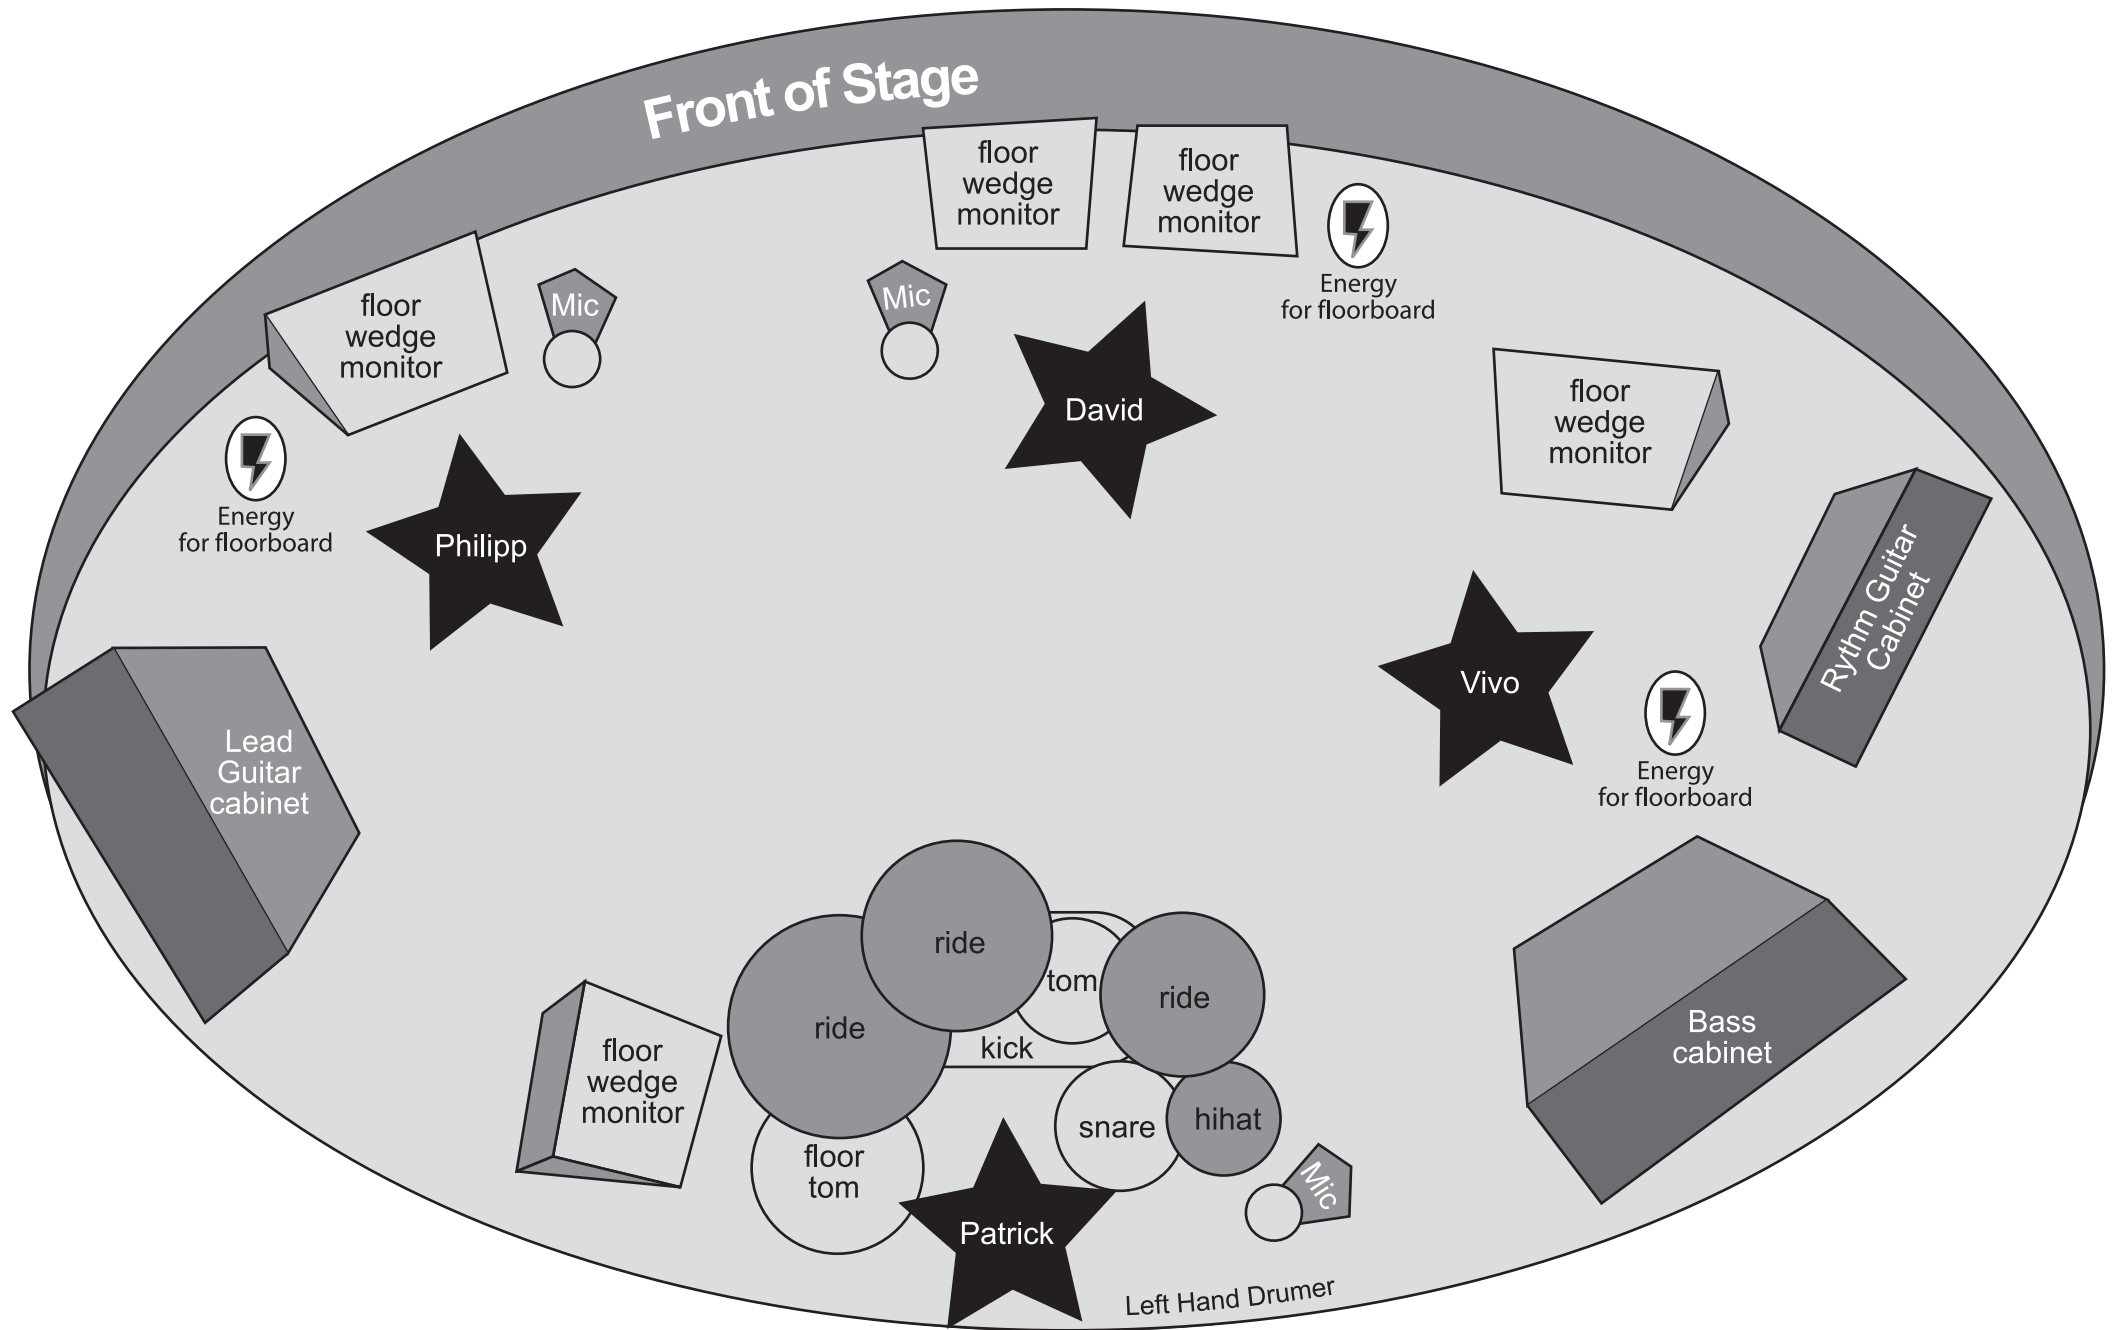 Front of Stage
floor
wedge
monitor
floor
wedge
monitor
Energy
for floorboard
floor
wedge
monitor
Mic
Mic
David
floor
wedge
monitor
Energy
for floorboard
Philipp
Rythm Guitar
Cabinet
Vivo
Energy
for floorboard
Lead
Guitar
cabinet
ride
tom
ride
ride
kick
Bass
cabinet
floor
wedge
monitor
snare
hihat
floor
tom
Mic
Patrick
Left Hand Drumer